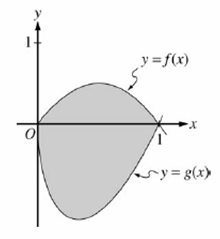 y
1
y = f(x)
O
x
1
y = g(x)